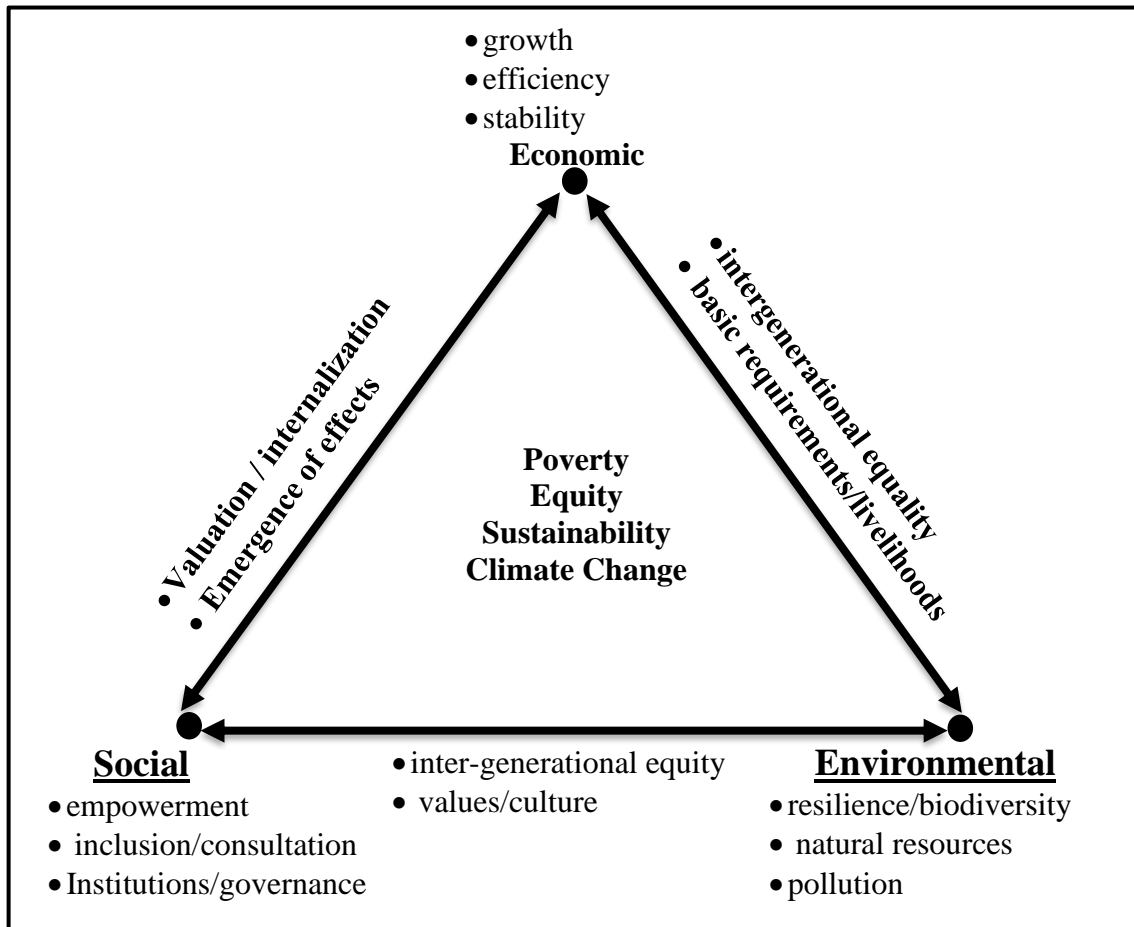 • growth
• efficiency
• stability
Economic
• Valuation / internalization
• Emergence of effects
• intergenerational equality
• basic requirements/livelihoods
Poverty
Equity
Sustainability
Climate Change
Social
• empowerment
• inclusion/consultation
• Institutions/governance
• inter-generational equity
• values/culture
Environmental
• resilience/biodiversity
• natural resources
• pollution